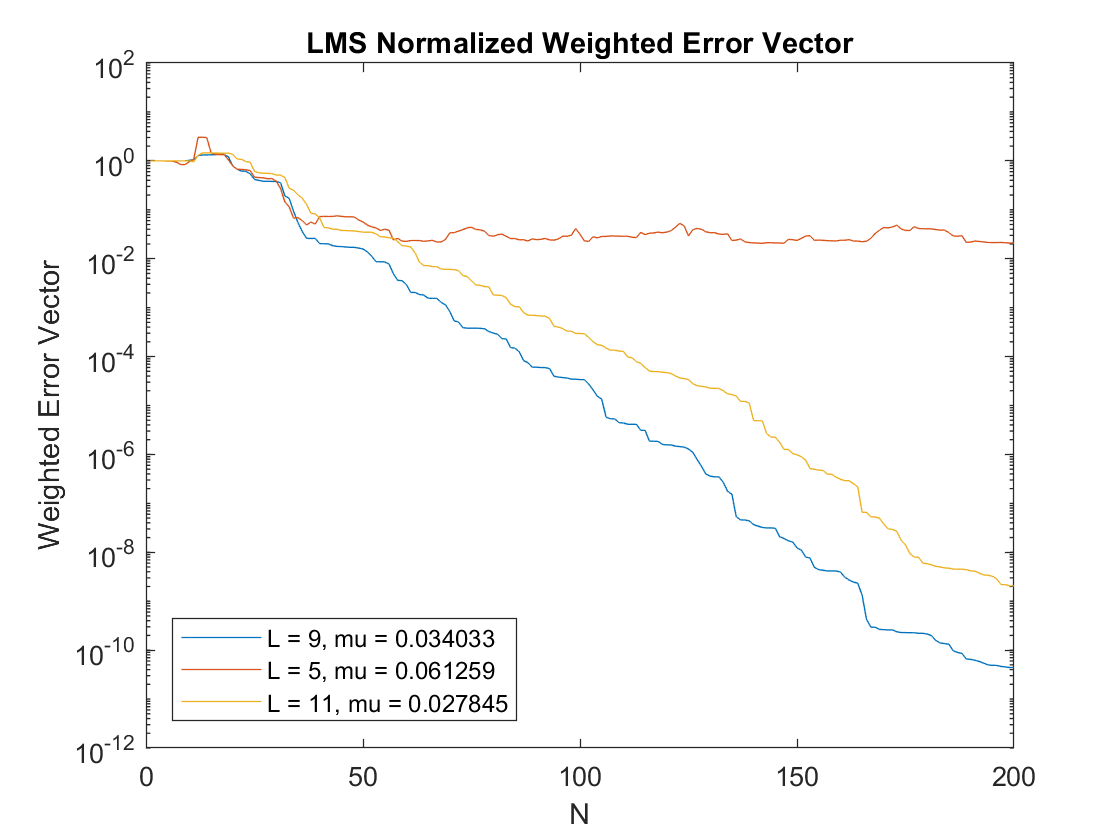 LMS Normalized Weighted Error Vector
10^2
10^0
10^-2
10^-4
10^-6
10^-8
10^-10
10^-12
Weighted Error Vector
L = 9, mu = 0.034033
L = 5, mu = 0.061259
L = 11, mu = 0.027845
0 50 100 150 200
N